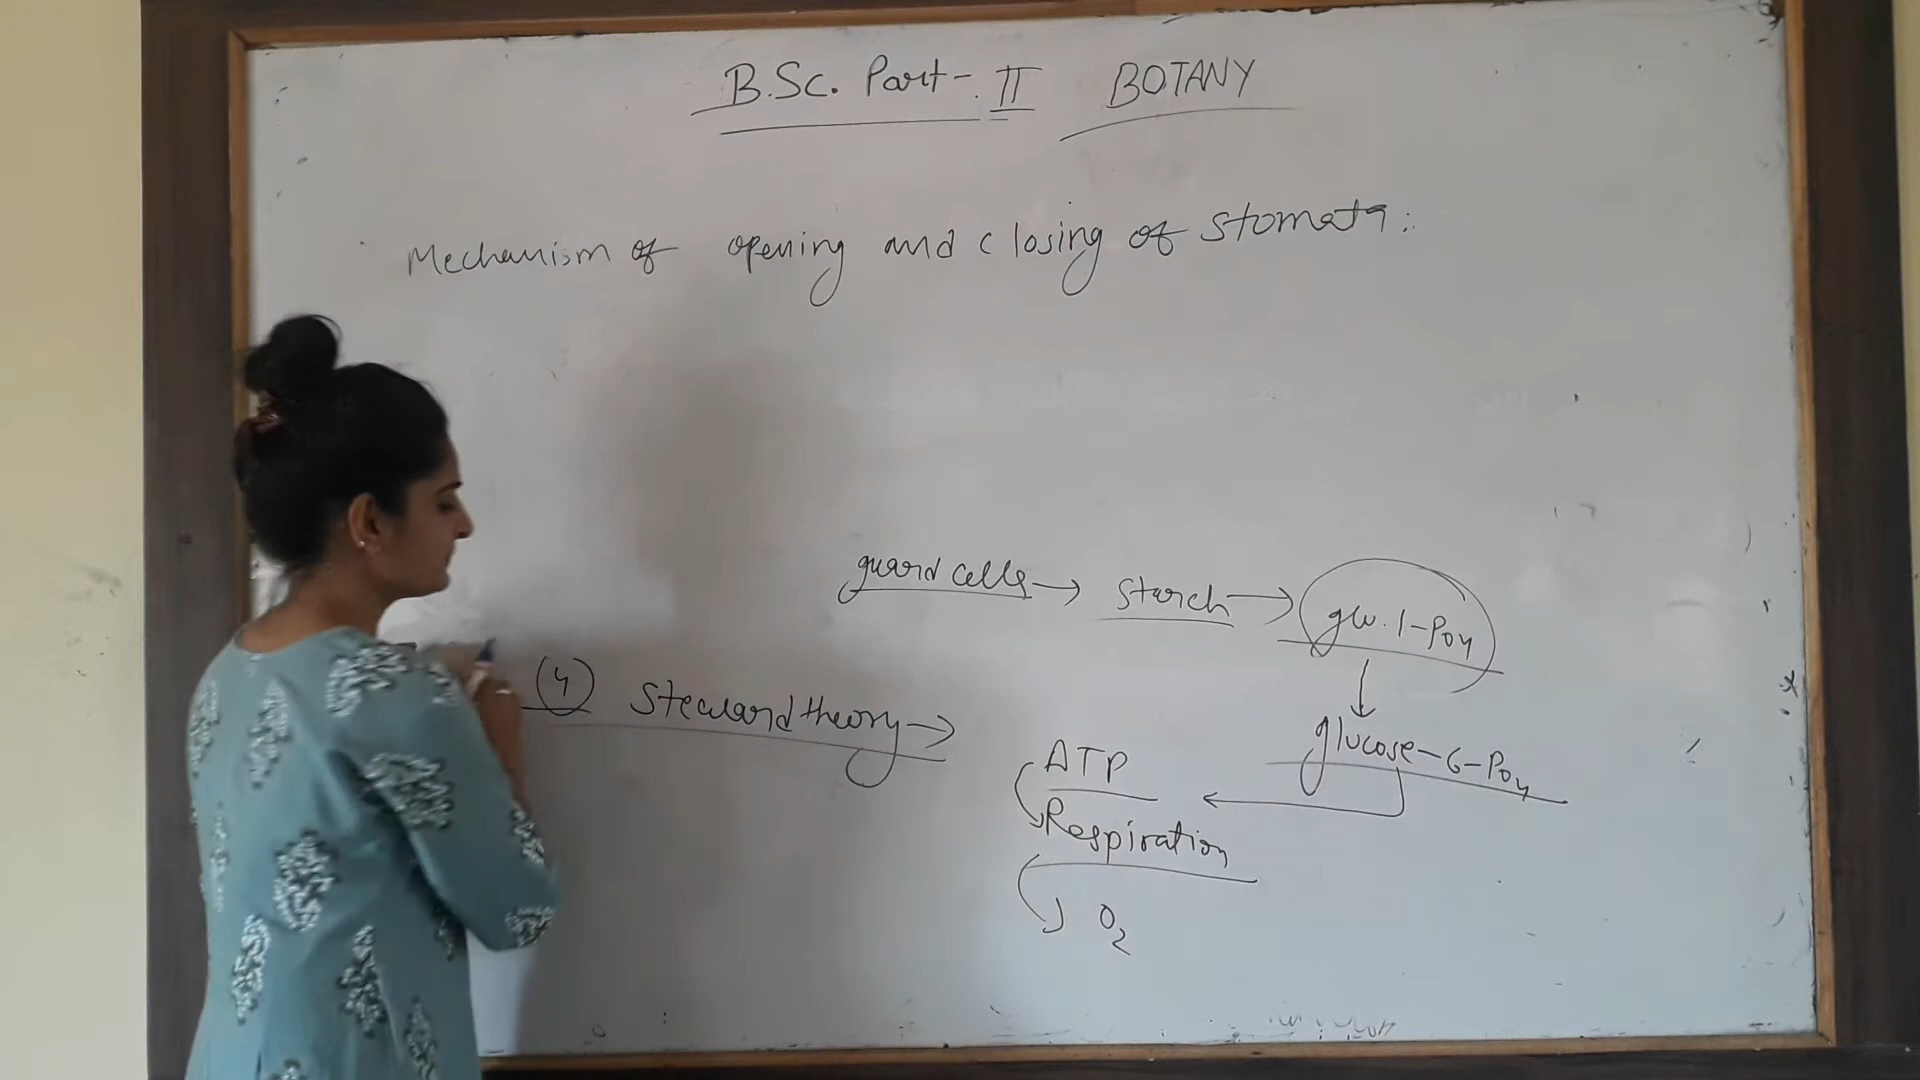 B.Sc. Part-II BOTANY
Mechanism of opening and closing of stomata:
guard cells → starch → glu. 1-PO4
↓
(4) Steward theory →
glucose-6-PO4
ATP ←
Respiration
O2